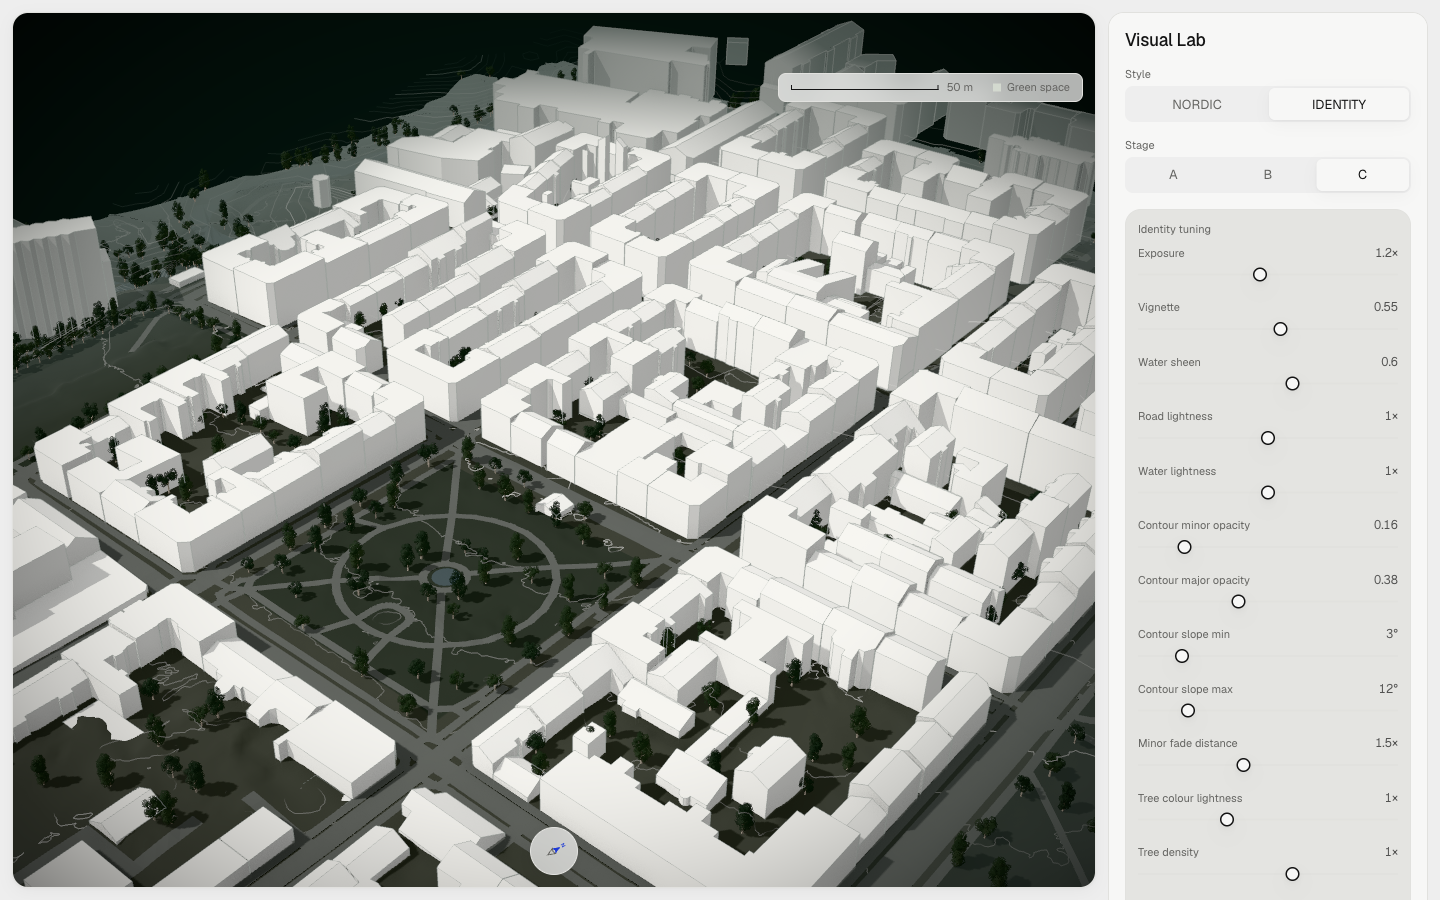 Visual Lab
Style
NORDIC IDENTITY
Stage
A B C
Identity tuning
Exposure 1.2×
Vignette 0.55
Water sheen 0.6
Road lightness 1×
Water lightness 1×
Contour minor opacity 0.16
Contour major opacity 0.38
Contour slope min 3°
Contour slope max 12°
Minor fade distance 1.5×
Tree colour lightness 1×
Tree density 1×
50 m Green space